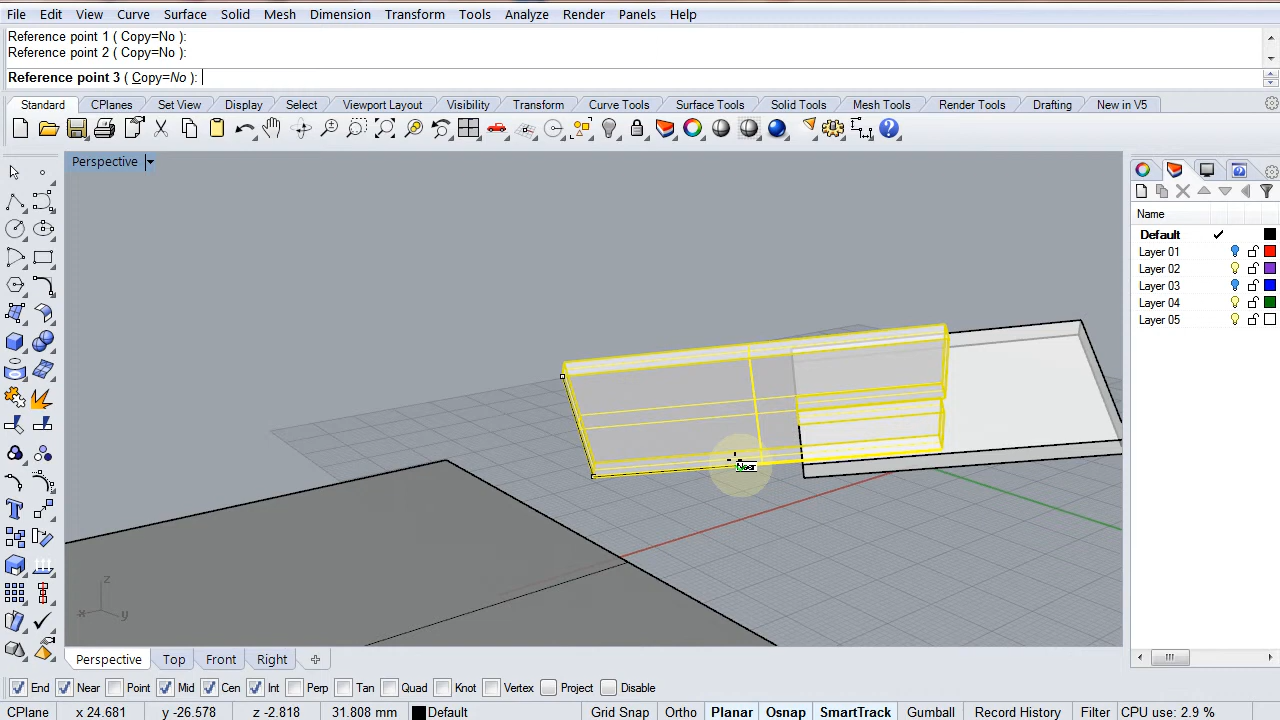 File Edit View Curve Surface Solid Mesh Dimension Transform Tools Analyze Render Panels Help
Reference point 1 ( Copy=No ):
Reference point 2 ( Copy=No ):
Reference point 3 ( Copy=No ):
Standard CPlanes Set View Display Select Viewport Layout Visibility Transform Curve Tools Surface Tools Solid Tools Mesh Tools Render Tools Drafting New in V5
Perspective
Name
Default
Layer 01
Layer 02
Layer 03
Layer 04
Layer 05
Near
z
x y
Perspective Top Front Right
End Near Point Mid Cen Int Perp Tan Quad Knot Vertex Project Disable
CPlane x 24.681 y -26.578 z -2.818 31.808 mm Default Grid Snap Ortho Planar Osnap SmartTrack Gumball Record History Filter CPU use: 2.9 %